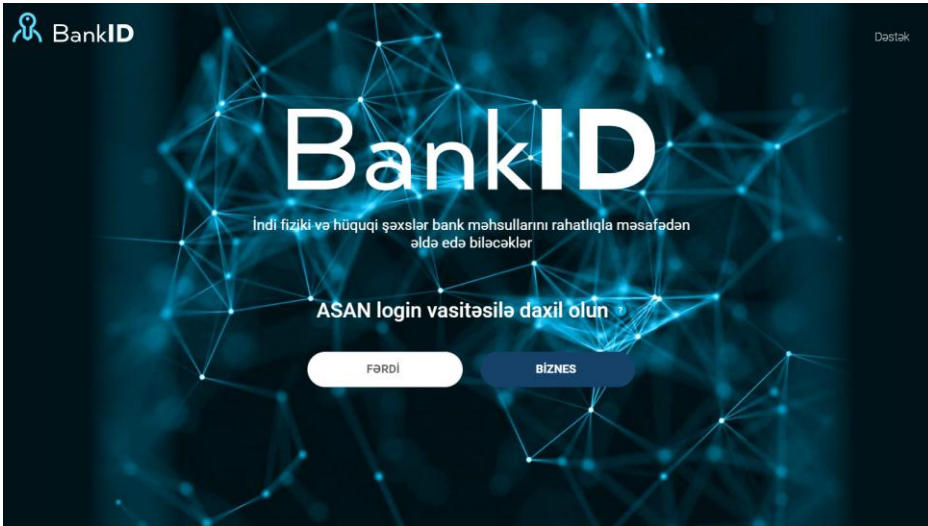 BankID
Dəstək
BankID
İndi fiziki və hüquqi şəxslər bank məhsullarını rahatlıqla məsafədən
əldə edə biləcəklər
ASAN login vasitəsilə daxil olun ?
FƏRDİ
BİZNES